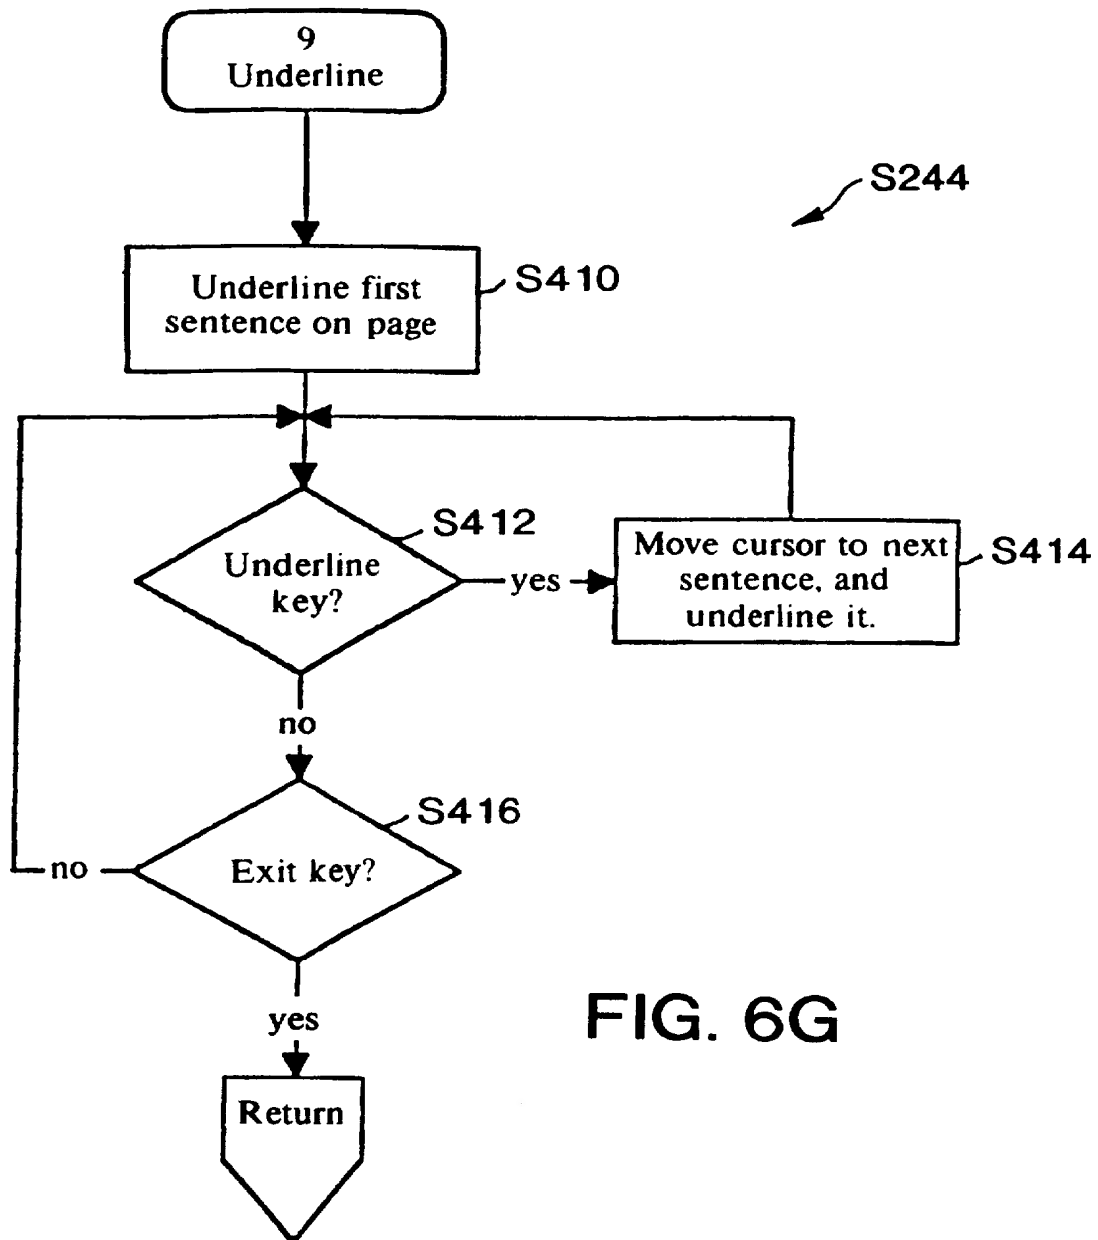 9
Underline
S244
Underline first
sentence on page
S410
S412
Underline
key?
yes
Move cursor to next
sentence, and
underline it.
S414
no
S416
Exit key?
no
yes
Return
FIG. 6G